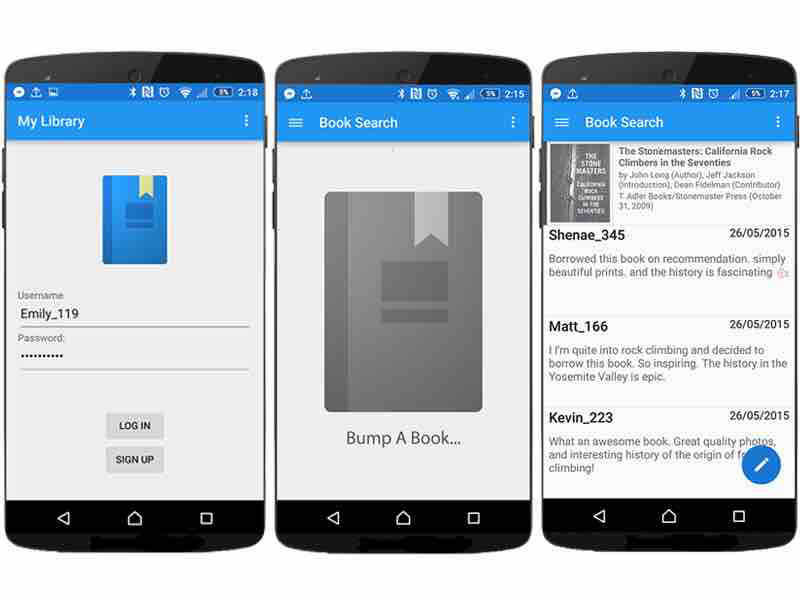 5% 2:18
My Library
Username:
Emily_119
Password:
••••••••••
LOG IN
SIGN UP
5% 2:15
Book Search
Bump A Book...
5% 2:17
Book Search
THE
STONE
MASTERS
CALIFORNIA
ROCK
CLIMBERS
IN THE
SEVENTIES
The Stonemasters: California Rock
Climbers in the Seventies
by John Long (Author), Jeff Jackson
(Introduction), Dean Fidelman (Contributor)
T. Adler Books/Stonemaster Press (October
31, 2009)
Shenae_345 26/05/2015
Borrowed this book on recommendation. simply
beautiful prints. and the history is fascinating
Matt_166 26/05/2015
I I'm quite into rock climbing and decided to
borrow this book. So inspiring. The history in the
Yosemite Valley is epic.
Kevin_223 26/05/2015
What an awesome book. Great quality photos,
and interesting history of the origin of
climbing!